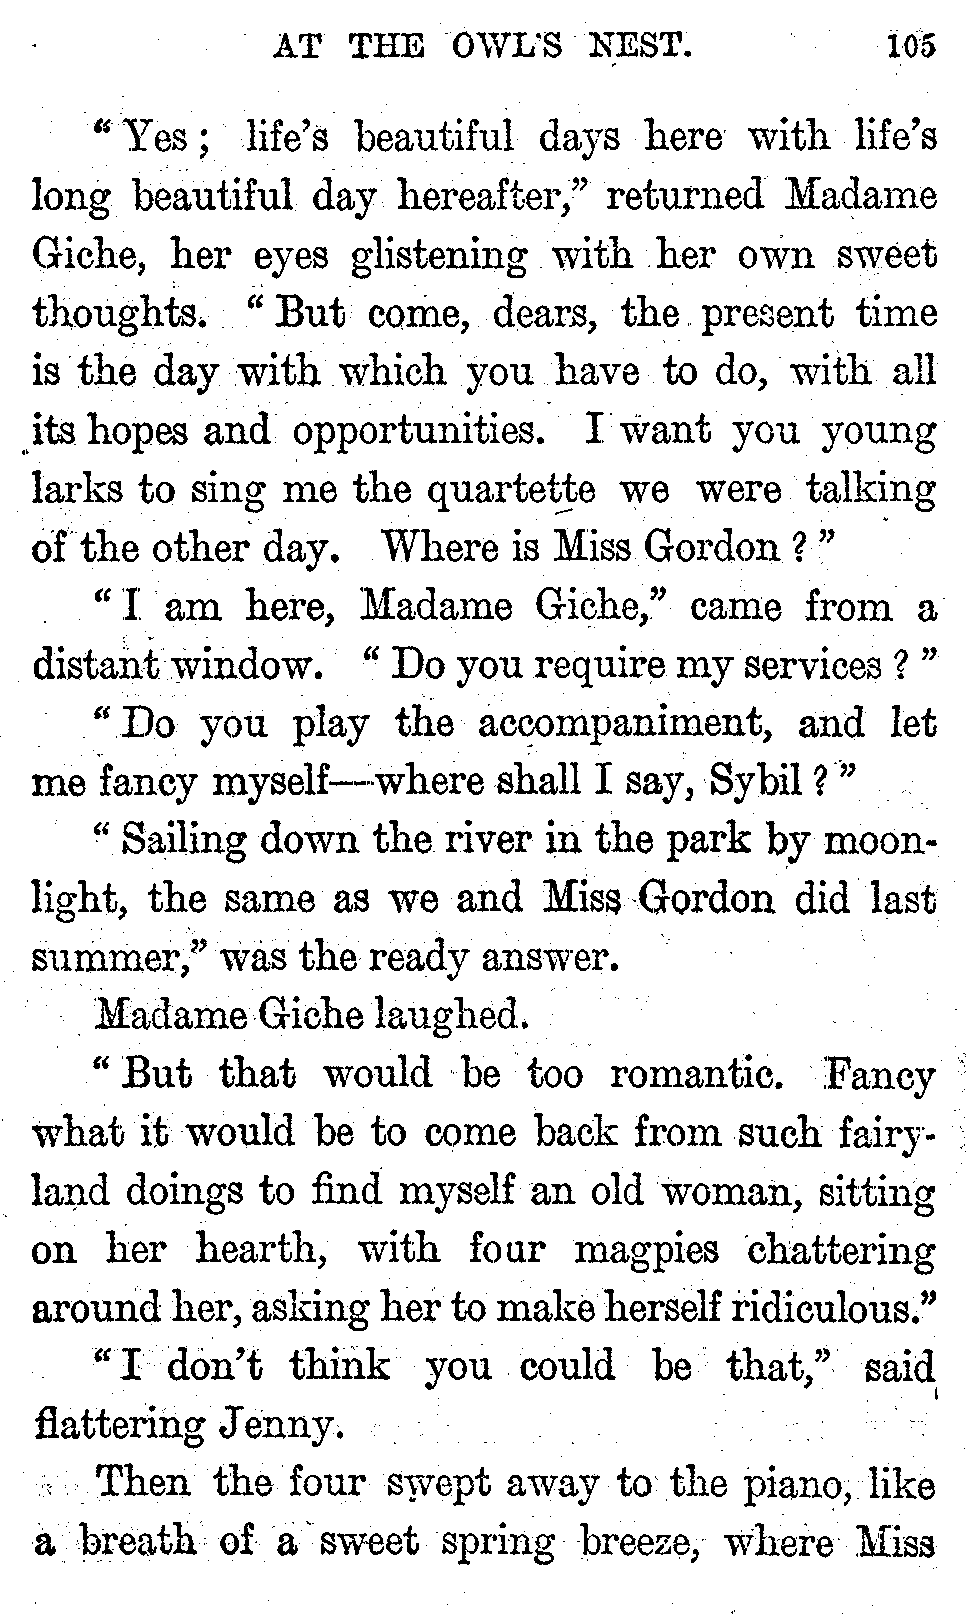 AT THE OWL'S NEST. 105
"Yes; life's beautiful days here with life's
long beautiful day hereafter," returned Madame
Giche, her eyes glistening with her own sweet
thoughts. "But come, dears, the present time
is the day with which you have to do, with all
its hopes and opportunities. I want you young
larks to sing me the quartette we were talking
of the other day. Where is Miss Gordon?"
"I am here, Madame Giche," came from a
distant window. "Do you require my services?"
"Do you play the accompaniment, and let
me fancy myself—where shall I say, Sybil?"
"Sailing down the river in the park by moon-
light, the same as we and Miss Gordon did last
summer," was the ready answer.
Madame Giche laughed.
"But that would be too romantic. Fancy
what it would be to come back from such fairy-
land doings to find myself an old woman, sitting
on her hearth, with four magpies chattering
around her, asking her to make herself ridiculous."
"I don't think you could be that," said
flattering Jenny.
Then the four swept away to the piano, like
a breath of a sweet spring breeze, where Miss